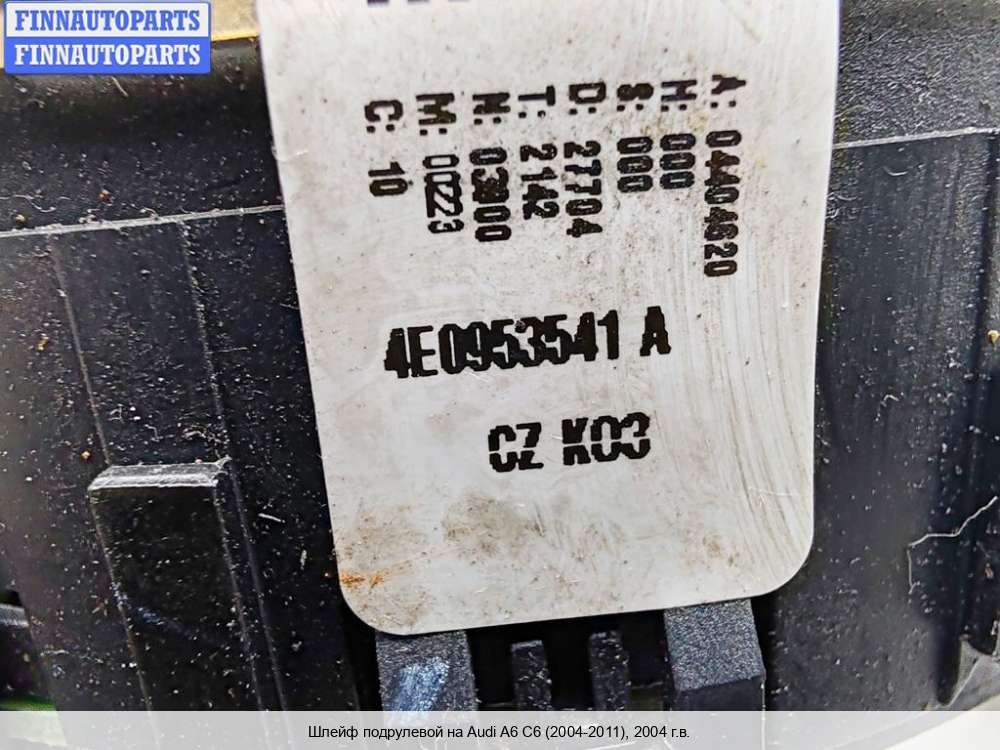 FINNAUTOPARTS
FINNAUTOPARTS
A: 04404620
H: 000
S: 000
D: 27704
T: 2142
N: 03000
M: 00223
C: 10
4E0953541 A
CZ K03
Шлейф подрулевой на Audi A6 C6 (2004-2011), 2004 г.в.